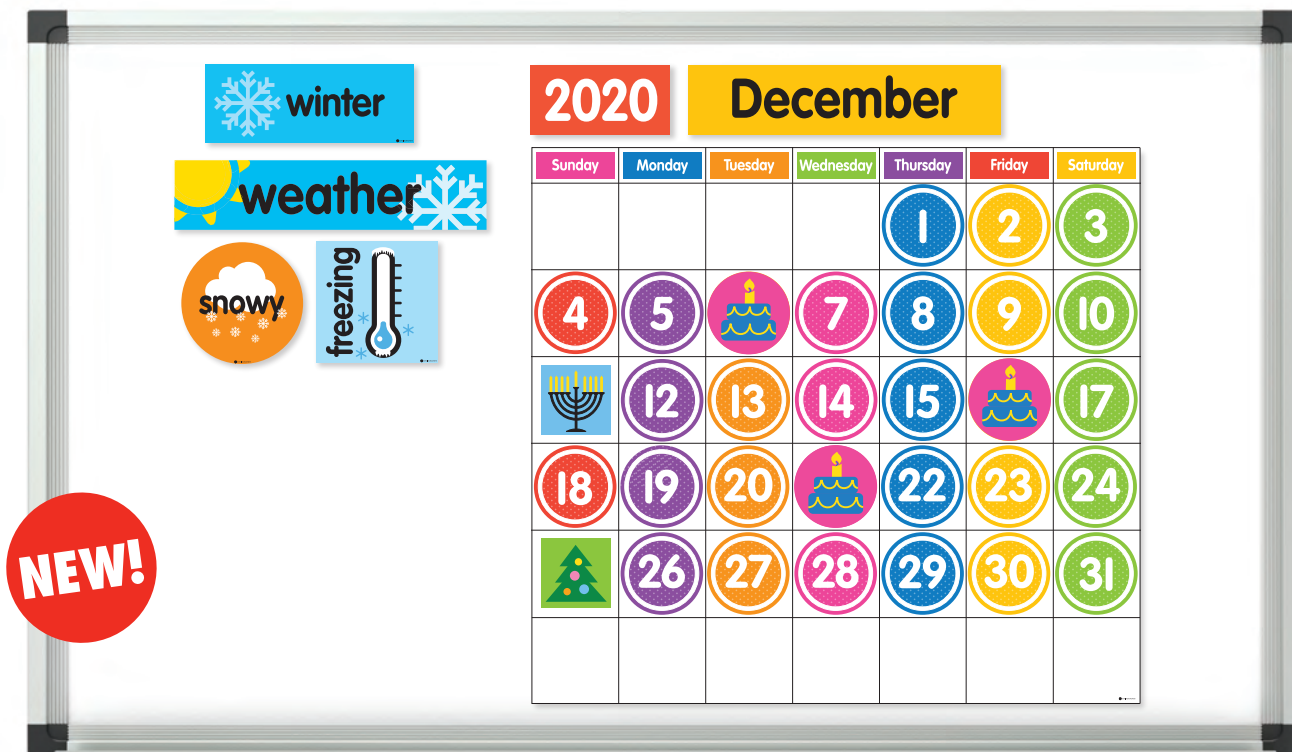 winter
weather
snowy
freezing
2020 December
Sunday Monday Tuesday Wednesday Thursday Friday Saturday
1 2 3
4 5 7 8 9 10
12 13 14 15 17
18 19 20 22 23 24
26 27 28 29 30 31
NEW!